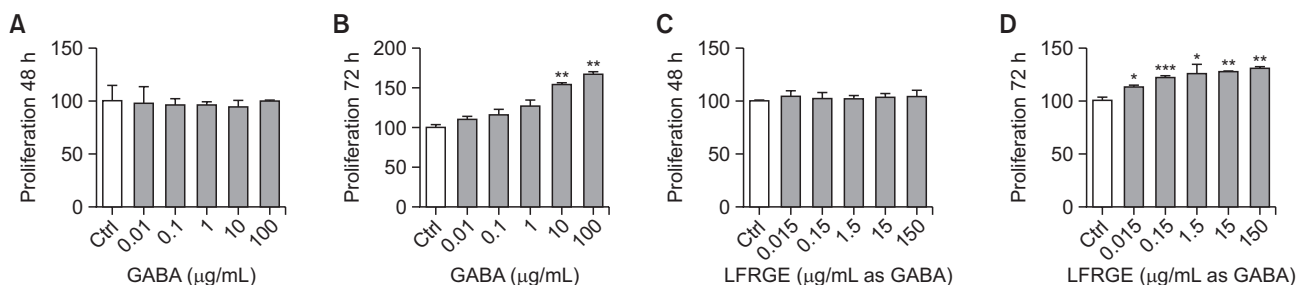 A
Proliferation 48 h
150
100
50
0
Ctrl
0.01
0.1
1
10
100
GABA (μg/mL)
B
Proliferation 72 h
200
150
100
50
0
**
**
Ctrl
0.01
0.1
1
10
100
GABA (μg/mL)
C
Proliferation 48 h
150
100
50
0
Ctrl
0.015
0.15
1.5
15
150
LFRGE (μg/mL as GABA)
D
Proliferation 72 h
150
100
50
0
*
***
*
**
**
Ctrl
0.015
0.15
1.5
15
150
LFRGE (μg/mL as GABA)